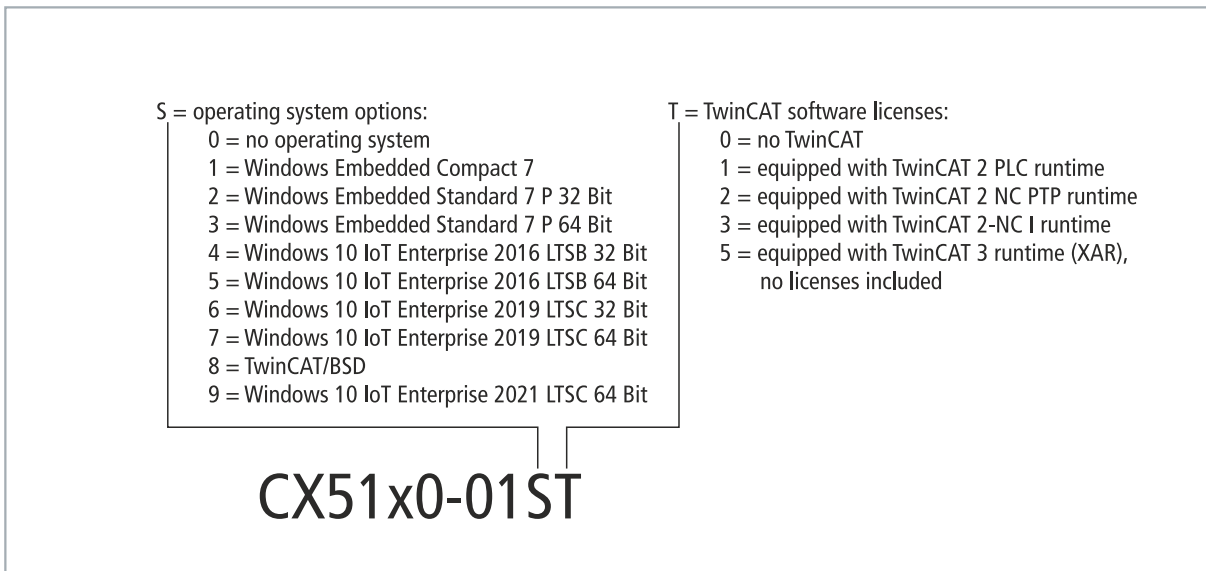 S = operating system options:
0 = no operating system
1 = Windows Embedded Compact 7
2 = Windows Embedded Standard 7 P 32 Bit
3 = Windows Embedded Standard 7 P 64 Bit
4 = Windows 10 IoT Enterprise 2016 LTSB 32 Bit
5 = Windows 10 IoT Enterprise 2016 LTSB 64 Bit
6 = Windows 10 IoT Enterprise 2019 LTSC 32 Bit
7 = Windows 10 IoT Enterprise 2019 LTSC 64 Bit
8 = TwinCAT/BSD
9 = Windows 10 IoT Enterprise 2021 LTSC 64 Bit
T = TwinCAT software licenses:
0 = no TwinCAT
1 = equipped with TwinCAT 2 PLC runtime
2 = equipped with TwinCAT 2 NC PTP runtime
3 = equipped with TwinCAT 2-NC I runtime
5 = equipped with TwinCAT 3 runtime (XAR),
no licenses included
CX51x0-01ST